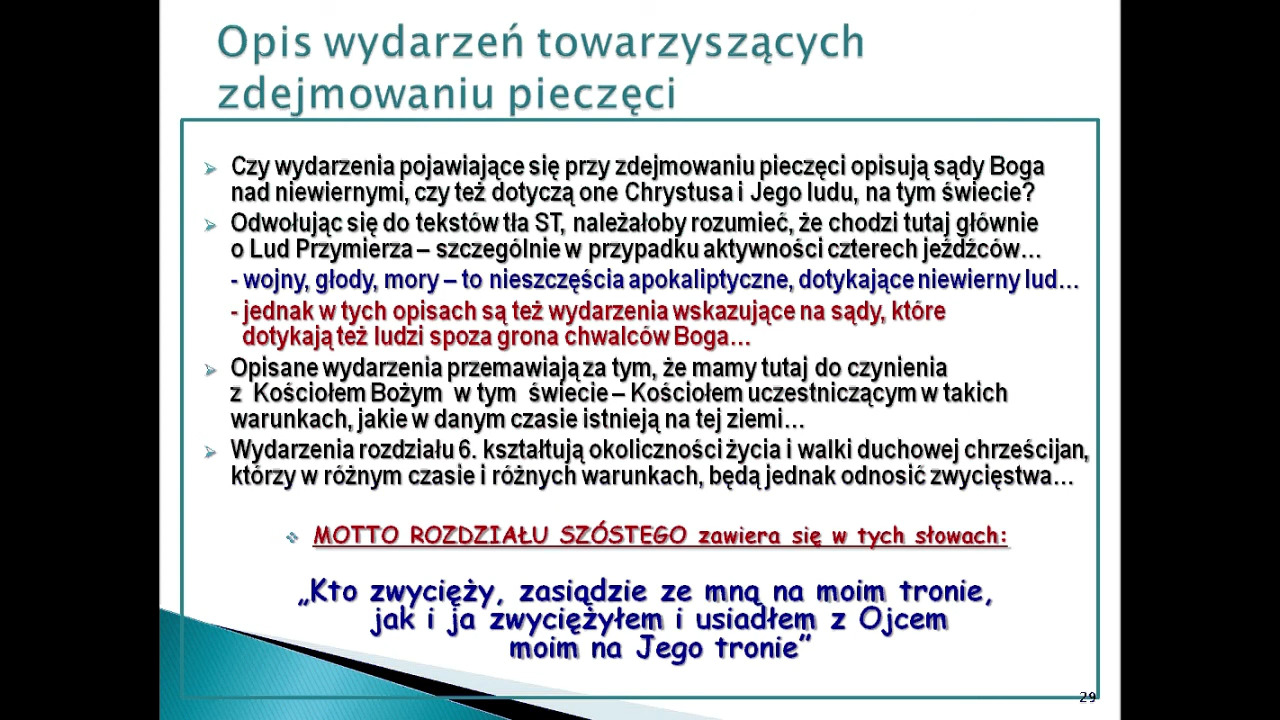 Opis wydarzeń towarzyszących
zdejmowaniu pieczęci
Czy wydarzenia pojawiające się przy zdejmowaniu pieczęci opisują sądy Boga
nad niewiernymi, czy też dotyczą one Chrystusa i Jego ludu, na tym świecie?
Odwołując się do tekstów tła ST, należałoby rozumieć, że chodzi tutaj głównie
o Lud Przymierza – szczególnie w przypadku aktywności czterech jeźdźców…
- wojny, głody, mory – to nieszczęścia apokaliptyczne, dotykające niewierny lud…
- jednak w tych opisach są też wydarzenia wskazujące na sądy, które
dotykają też ludzi spoza grona chwalców Boga…
Opisane wydarzenia przemawiają za tym, że mamy tutaj do czynienia
z Kościołem Bożym w tym świecie – Kościołem uczestniczącym w takich
warunkach, jakie w danym czasie istnieją na tej ziemi…
Wydarzenia rozdziału 6. kształtują okoliczności życia i walki duchowej chrześcijan,
którzy w różnym czasie i różnych warunkach, będą jednak odnosić zwycięstwa…
MOTTO ROZDZIAŁU SZÓSTEGO zawiera się w tych słowach:
„Kto zwycięży, zasiądzie ze mną na moim tronie,
jak i ja zwyciężyłem i usiadłem z Ojcem
moim na Jego tronie”
29